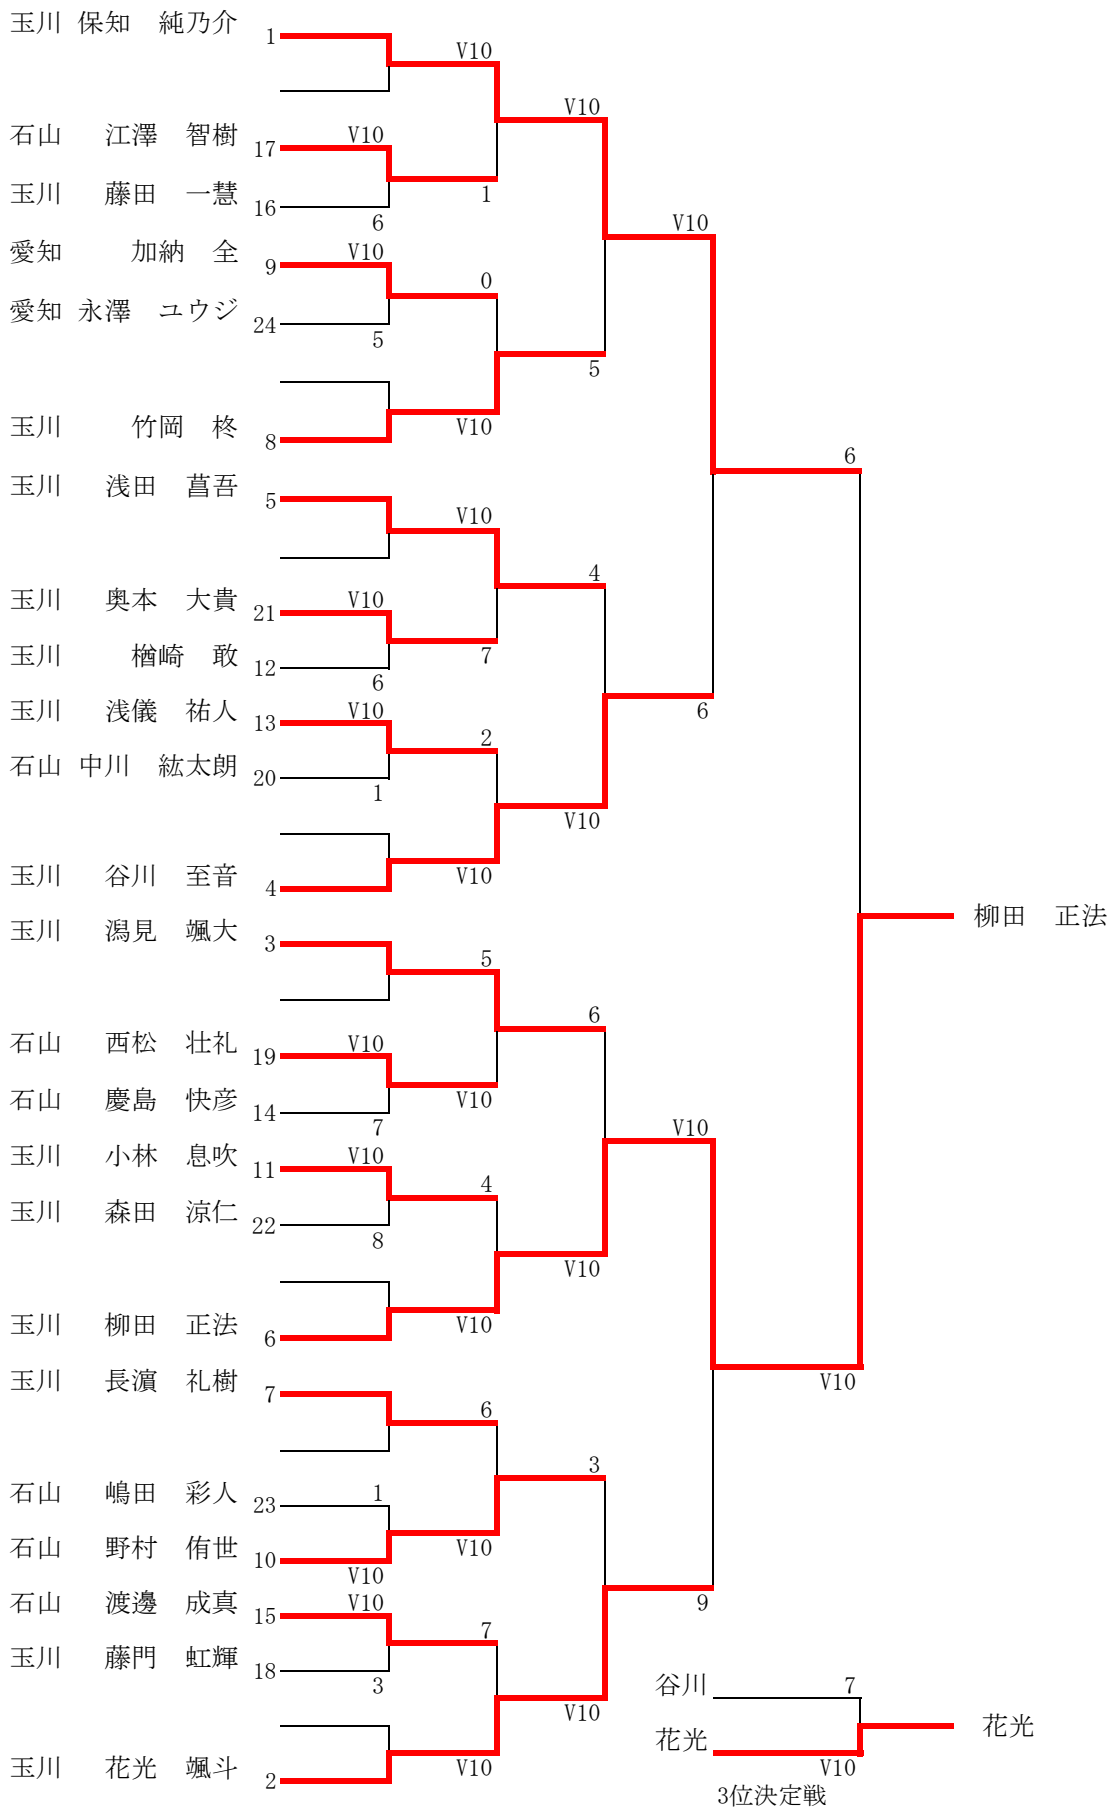 玉川 保知 純乃介 1
V10
V10
石山 江澤 智樹 17 V10
玉川 藤田 一慧 16 1
6
V10
愛知 加納 全 9 V10
0
愛知 永澤 ユウジ 24
5
5
玉川 竹岡 柊 8 V10
6
玉川 浅田 菖吾 5
V10
4
玉川 奥本 大貴 21 V10
玉川 楢崎 敢 12 7
6
玉川 浅儀 祐人 13 V10
6
2
石山 中川 紘太朗 20
1
V10
玉川 谷川 至音 4 V10
柳田 正法
玉川 潟見 颯大 3
5
6
石山 西松 壮礼 19 V10
石山 慶島 快彦 14 V10
7
V10
玉川 小林 息吹 11 V10
4
玉川 森田 涼仁 22
8
V10
玉川 柳田 正法 6 V10
玉川 長濵 礼樹 7
V10
6
3
石山 嶋田 彩人 23 1
石山 野村 侑世 10 V10
V10
石山 渡邊 成真 15 V10
9
7
玉川 藤門 虹輝 18
3
谷川 7
V10
花光 花光
玉川 花光 颯斗 2 V10
V10
3位決定戦